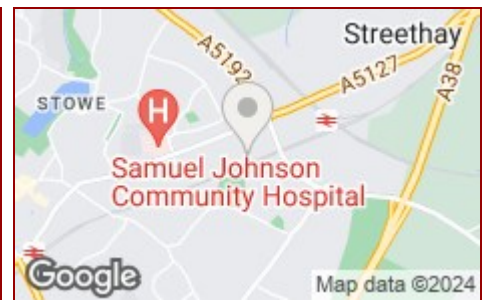 Streethay
A5192
A5127
A38
STOWE
H
Samuel Johnson
Community Hospital
Google
Map data ©2024